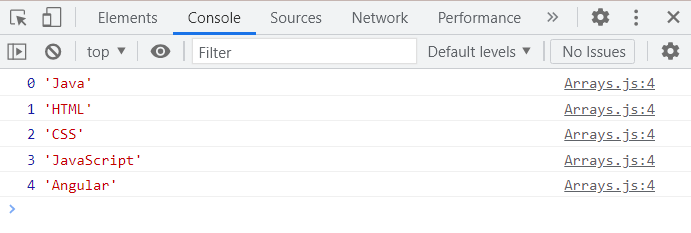 Elements Console Sources Network Performance »
top ▼ Filter Default levels ▼ No Issues
0 'Java' Arrays.js:4
1 'HTML' Arrays.js:4
2 'CSS' Arrays.js:4
3 'JavaScript' Arrays.js:4
4 'Angular' Arrays.js:4
>